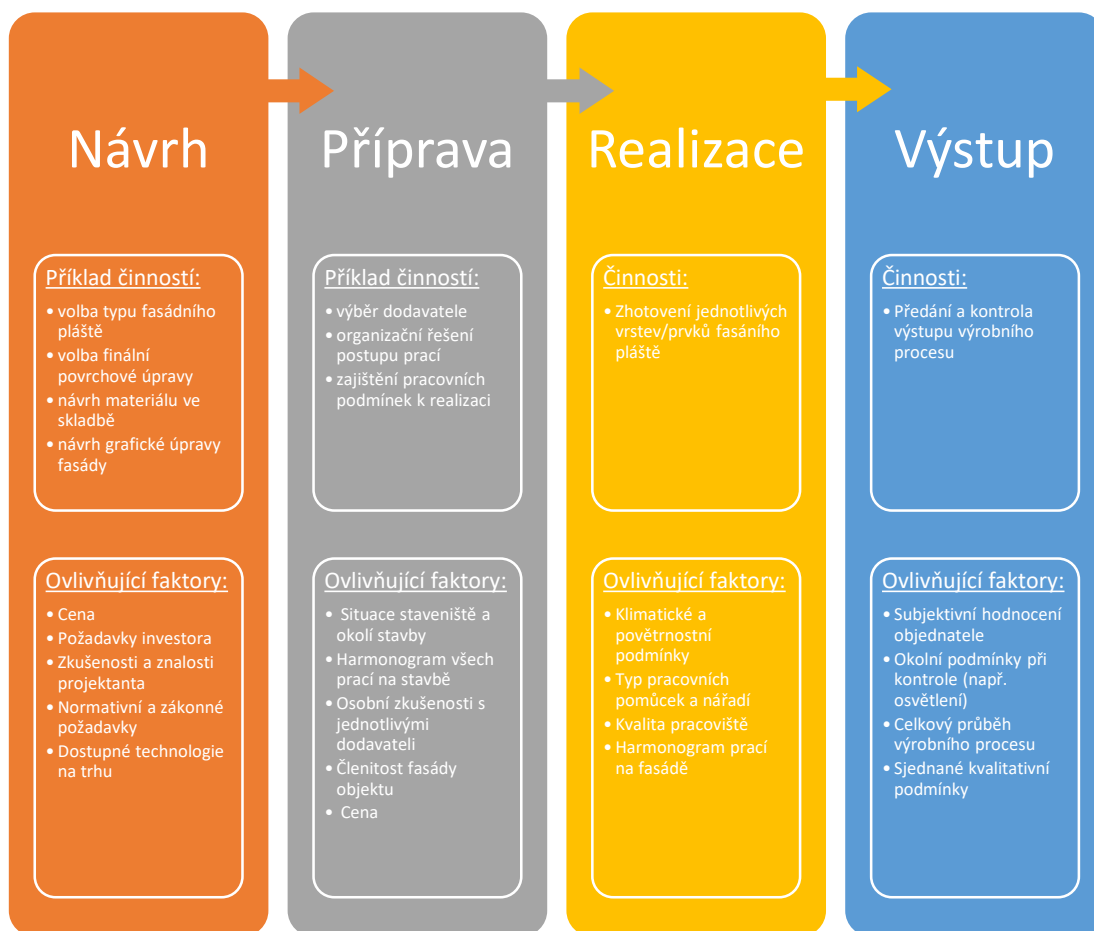 Návrh
Příklad činností:
• volba typu fasádního
pláště
• volba finální
povrchové úpravy
• návrh materiálu ve
skladbě
• návrh grafické úpravy
fasády
Ovlivňující faktory:
• Cena
• Požadavky investora
• Zkušenosti a znalosti
projektanta
• Normativní a zákonné
požadavky
• Dostupné technologie
na trhu
Příprava
Příklad činností:
• výběr dodavatele
• organizační řešení
postupu prací
• zajištění pracovních
podmínek k realizaci
Ovlivňující faktory:
• Situace staveniště a
okolí stavby
• Harmonogram všech
prací na stavbě
• Osobní zkušenosti s
jednotlivými
dodavateli
• Členitost fasády
objektu
• Cena
Realizace
Činnosti:
• Zhotovení jednotlivých
vrstev/prvků fasáního
pláště
Ovlivňující faktory:
• Klimatické a
povětrnostní
podmínky
• Typ pracovních
pomůcek a nářadí
• Kvalita pracoviště
• Harmonogram prací
na fasádě
Výstup
Činnosti:
• Předání a kontrola
výstupu výrobního
procesu
Ovlivňující faktory:
• Subjektivní hodnocení
objednatele
• Okolní podmínky při
kontrole (např.
osvětlení)
• Celkový průběh
výrobního procesu
• Sjednané kvalitativní
podmínky